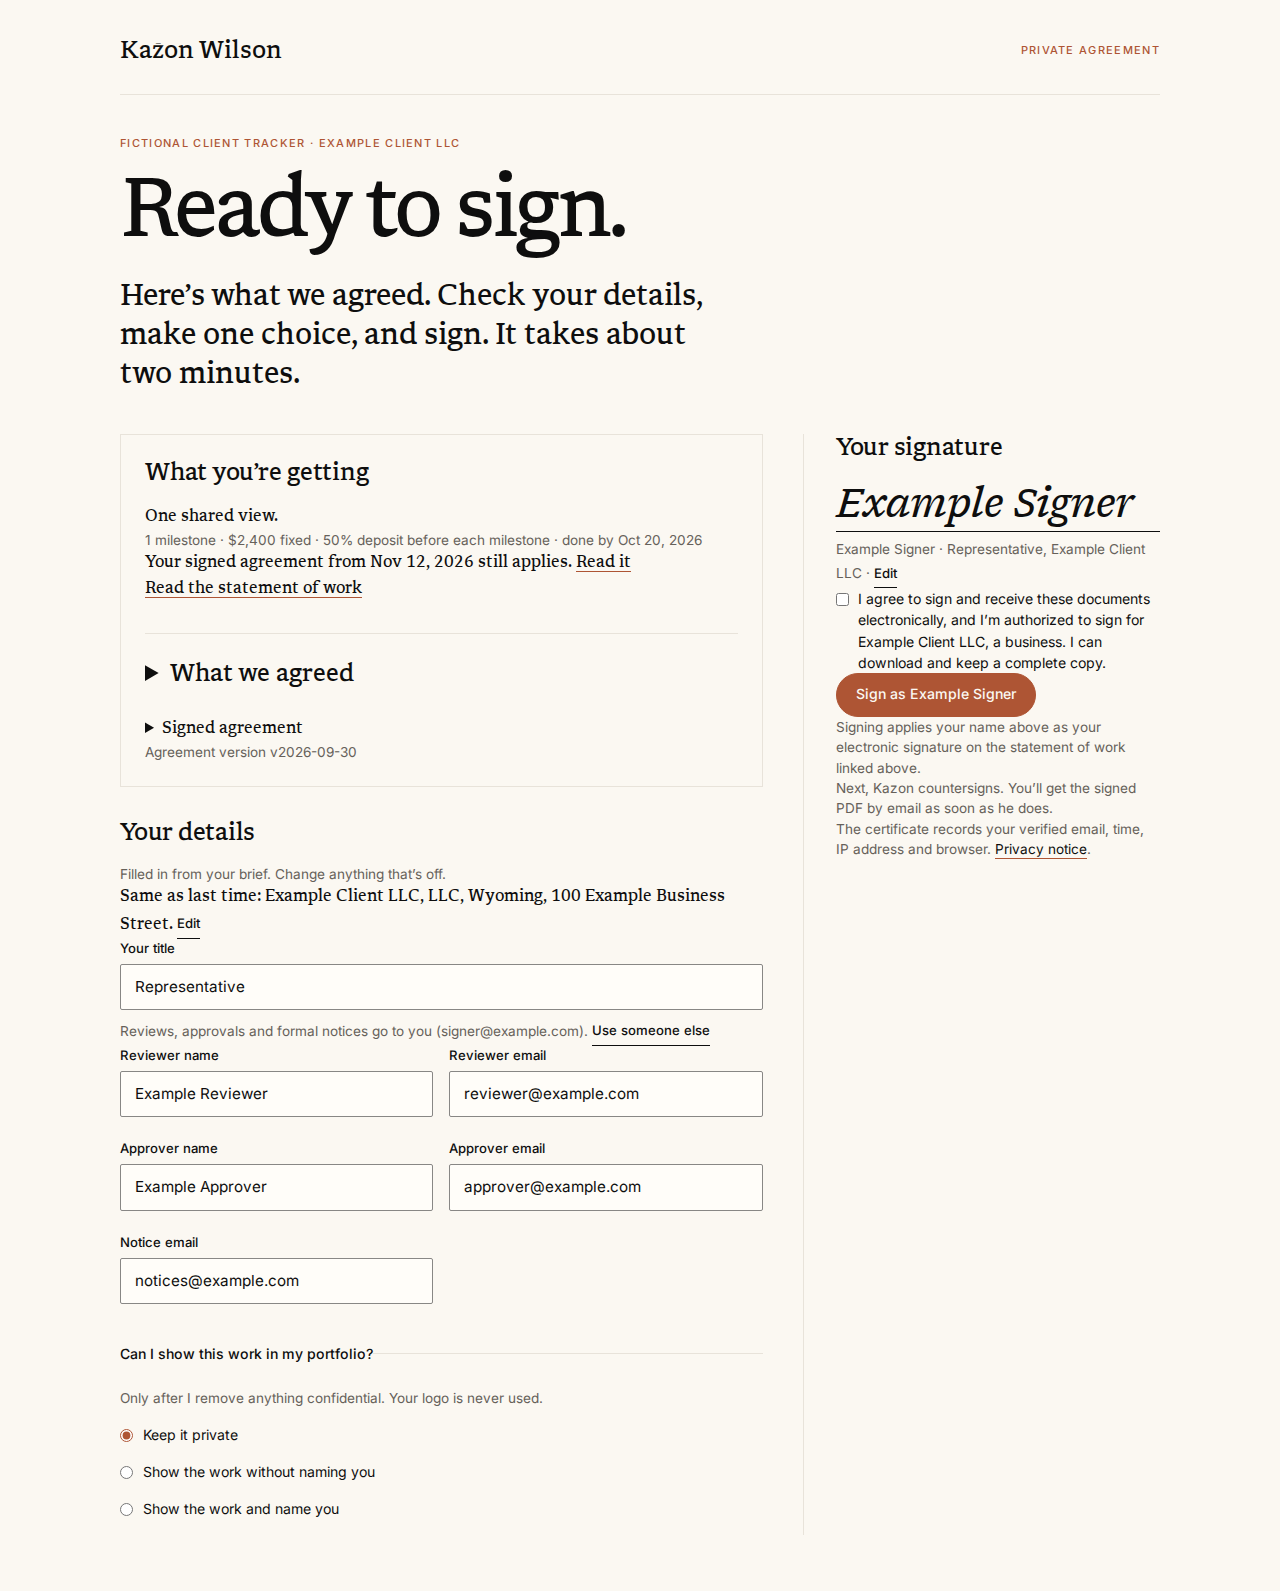 Kažon Wilson
PRIVATE AGREEMENT
FICTIONAL CLIENT TRACKER · EXAMPLE CLIENT LLC
Ready to sign.
Here’s what we agreed. Check your details,
make one choice, and sign. It takes about
two minutes.
What you’re getting
One shared view.
1 milestone · $2,400 fixed · 50% deposit before each milestone · done by Oct 20, 2026
Your signed agreement from Nov 12, 2026 still applies. Read it
Read the statement of work
What we agreed
Signed agreement
Agreement version v2026-09-30
Your details
Filled in from your brief. Change anything that’s off.
Same as last time: Example Client LLC, LLC, Wyoming, 100 Example Business
Street. Edit
Your title
Representative
Reviews, approvals and formal notices go to you (signer@example.com). Use someone else
Reviewer name
Reviewer email
Example Reviewer
reviewer@example.com
Approver name
Approver email
Example Approver
approver@example.com
Notice email
notices@example.com
Can I show this work in my portfolio?
Only after I remove anything confidential. Your logo is never used.
Keep it private
Show the work without naming you
Show the work and name you
Your signature
Example Signer
Example Signer · Representative, Example Client
LLC · Edit
I agree to sign and receive these documents
electronically, and I’m authorized to sign for
Example Client LLC, a business. I can
download and keep a complete copy.
Sign as Example Signer
Signing applies your name above as your
electronic signature on the statement of work
linked above.
Next, Kazon countersigns. You’ll get the signed
PDF by email as soon as he does.
The certificate records your verified email, time,
IP address and browser. Privacy notice.